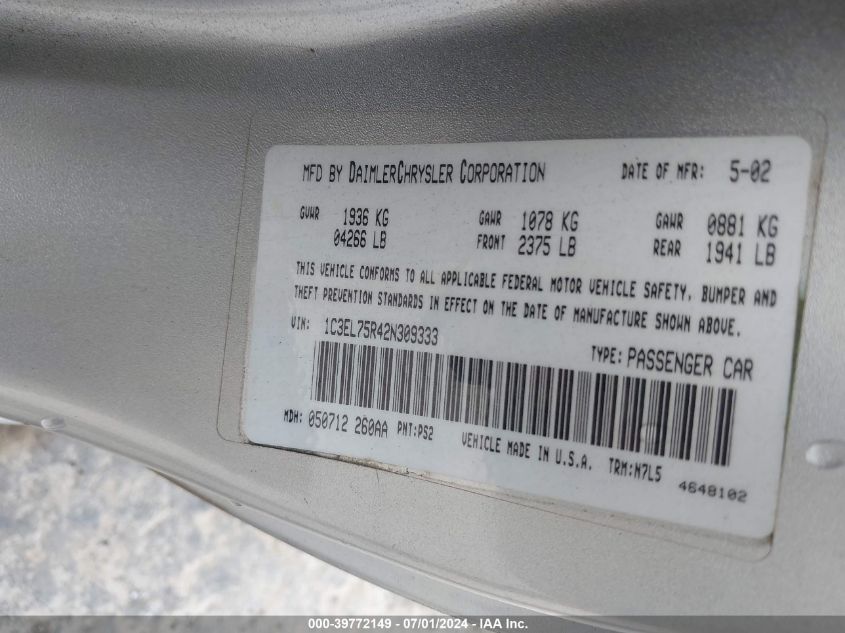 MFD BY DAIMLERCHRYSLER CORPORATION DATE OF MFR: 5-02
GVWR 1936 KG GAWR 1078 KG GAWR 0881 KG
04266 LB FRONT 2375 LB REAR 1941 LB
THIS VEHICLE CONFORMS TO ALL APPLICABLE FEDERAL MOTOR VEHICLE SAFETY, BUMPER AND
THEFT PREVENTION STANDARDS IN EFFECT ON THE DATE OF MANUFACTURE SHOWN ABOVE.
VIN: 1C3EL75R42N309333 TYPE: PASSENGER CAR
MDH: 050712 260AA PNT:PS2 VEHICLE MADE IN U.S.A. TRM:N7L5
4648102
000-39772149 - 07/01/2024 - IAA Inc.